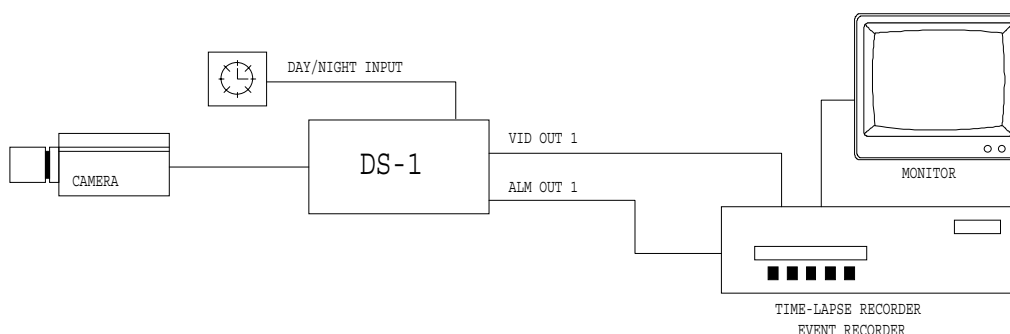 DAY/NIGHT INPUT
VID OUT 1
DS-1
MONITOR
CAMERA
ALM OUT 1
TIME-LAPSE RECORDER
EVENT RECORDER